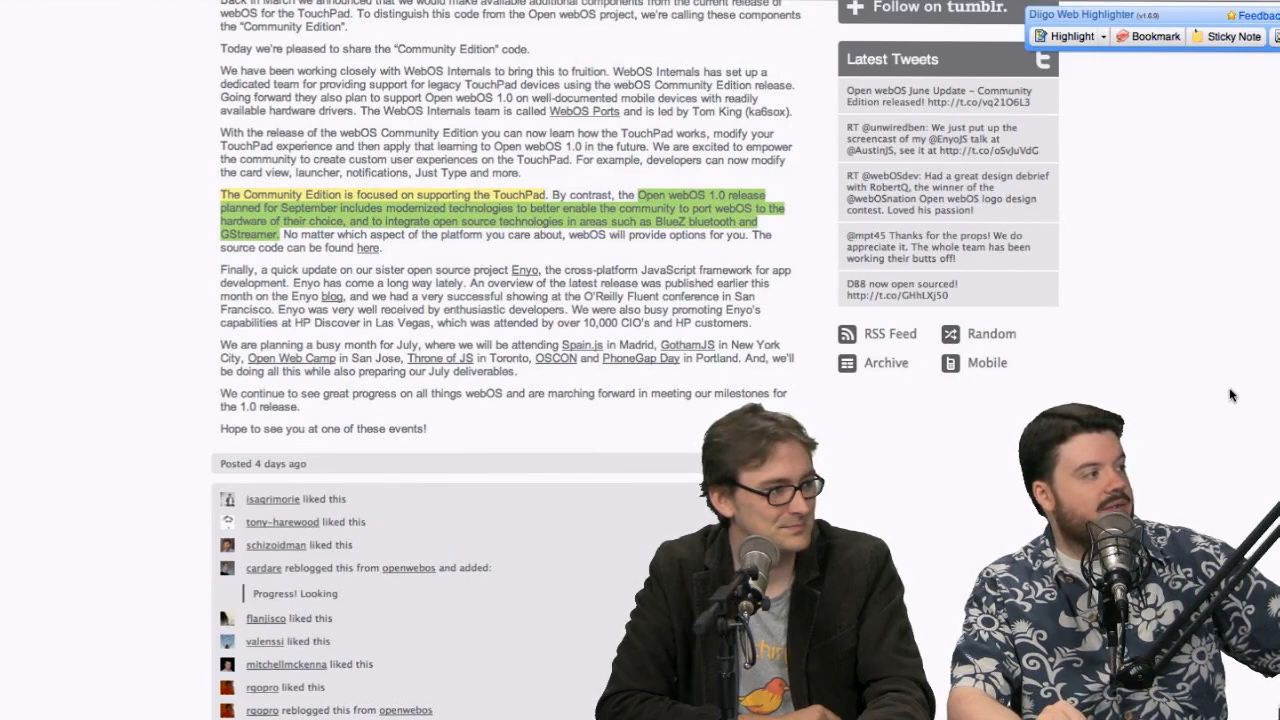 Back in March we announced that we would make available additional components from the current release of
webOS for the TouchPad. To distinguish this code from the Open webOS project, we're calling these components
the "Community Edition".
Today we're pleased to share the "Community Edition" code.
We have been working closely with WebOS Internals to bring this to fruition. WebOS Internals has set up a
dedicated team for providing support for legacy TouchPad devices using the webOS Community Edition release.
Going forward they also plan to support Open webOS 1.0 on well-documented mobile devices with readily
available hardware drivers. The WebOS Internals team is called WebOS Ports and is led by Tom King (ka6sox).
With the release of the webOS Community Edition you can now learn how the TouchPad works, modify your
TouchPad experience and then apply that learning to Open webOS 1.0 in the future. We are excited to empower
the community to create custom user experiences on the TouchPad. For example, developers can now modify
the card view, launcher, notifications, Just Type and more.
The Community Edition is focused on supporting the TouchPad. By contrast, the Open webOS 1.0 release
planned for September includes modernized technologies to better enable the community to port webOS to the
hardware of their choice, and to integrate open source technologies in areas such as BlueZ bluetooth and
GStreamer. No matter which aspect of the platform you care about, webOS will provide options for you. The
source code can be found here.
Finally, a quick update on our sister open source project Enyo, the cross-platform JavaScript framework for app
development. Enyo has come a long way lately. An overview of the latest release was published earlier this
month on the Enyo blog, and we had a very successful showing at the O'Reilly Fluent conference in San
Francisco. Enyo was very well received by enthusiastic developers. We were also busy promoting Enyo's
capabilities at HP Discover in Las Vegas, which was attended by over 10,000 CIO's and HP customers.
We are planning a busy month for July, where we will be attending Spain.js in Madrid, GothamJS in New York
City, Open Web Camp in San Jose, Throne of JS in Toronto, OSCON and PhoneGap Day in Portland. And, we'll
be doing all this while also preparing our July deliverables.
We continue to see great progress on all things webOS and are marching forward in meeting our milestones for
the 1.0 release.
Hope to see you at one of these events!
Posted 4 days ago
isagrimorie liked this
tony-harewood liked this
schizoidman liked this
cardare reblogged this from openwebos and added:
Progress! Looking
flanjisco liked this
valenssi liked this
mitchellmckenna liked this
rgopro liked this
rgopro reblogged this from openwebos
Follow on tumblr.
Diigo Web Highlighter (v1.6.9)
Feedbac
Highlight
Bookmark
Sticky Note
Latest Tweets
Open webOS June Update – Community
Edition released! http://t.co/vq21O6L3
RT @unwiredben: We just put up the
screencast of my @EnyoJS talk at
@AustinJS, see it at http://t.co/oSvJuVdG
RT @webOSdev: Had a great design debrief
with RobertQ, the winner of the
@webOSnation Open webOS logo design
contest. Loved his passion!
@mpt45 Thanks for the props! We do
appreciate it. The whole team has been
working their butts off!
DB8 now open sourced!
http://t.co/GHhLXj50
RSS Feed
Random
Archive
Mobile